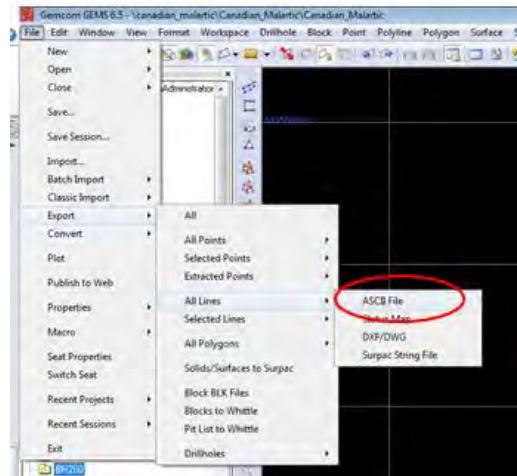 Gemcom GEMS 6.5 - \canadian_malartic\Canadian_Malartic\Canadian_Malartic
File Edit Window View Format Workspace Drillhole Block Point Polyline Polygon Surface
New
Open
Close
Administrator
Save...
Save Session...
Import...
Batch Import
Classic Import
Export
All
Convert
All Points
Plot
Selected Points
Extracted Points
Publish to Web
All Lines
ASCII File
Properties
Selected Lines
Status Map
Macro
All Polygons
DXF/DWG
Seat Properties
Solids/Surfaces to Surpac
Surpac String File
Switch Seat
Block BLK Files
Recent Projects
Blocks to Whittle
Recent Sessions
Pit List to Whittle
Exit
Drillholes